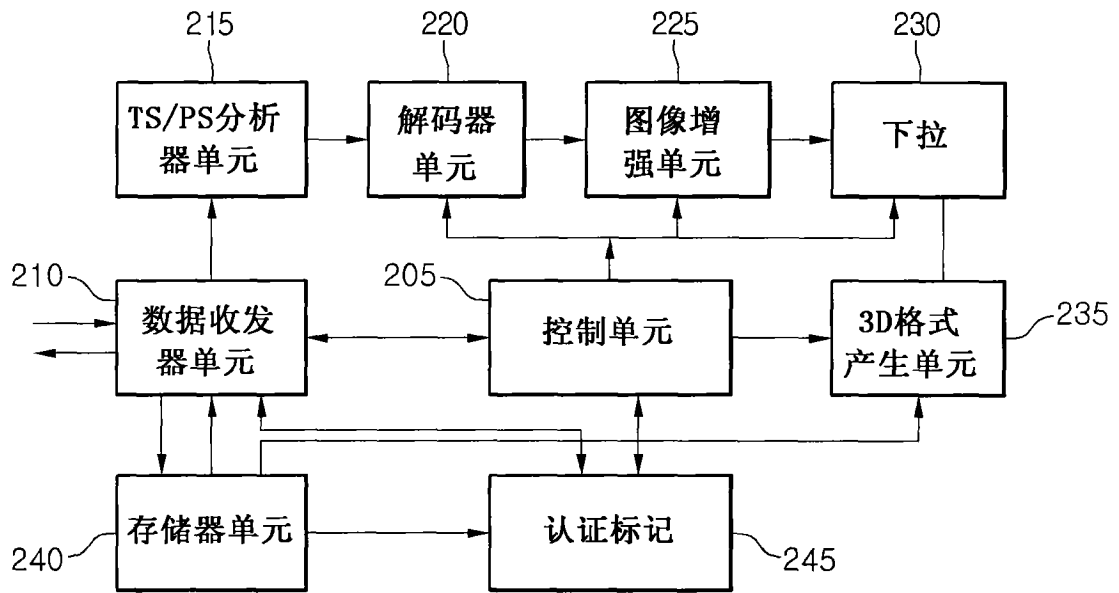 215
220
225
230
TS/PS分析
器单元
解码器
单元
图像增
强单元
下拉
210
205
数据收发
器单元
控制单元
3D格式
产生单元
235
存储器单元
认证标记
240
245